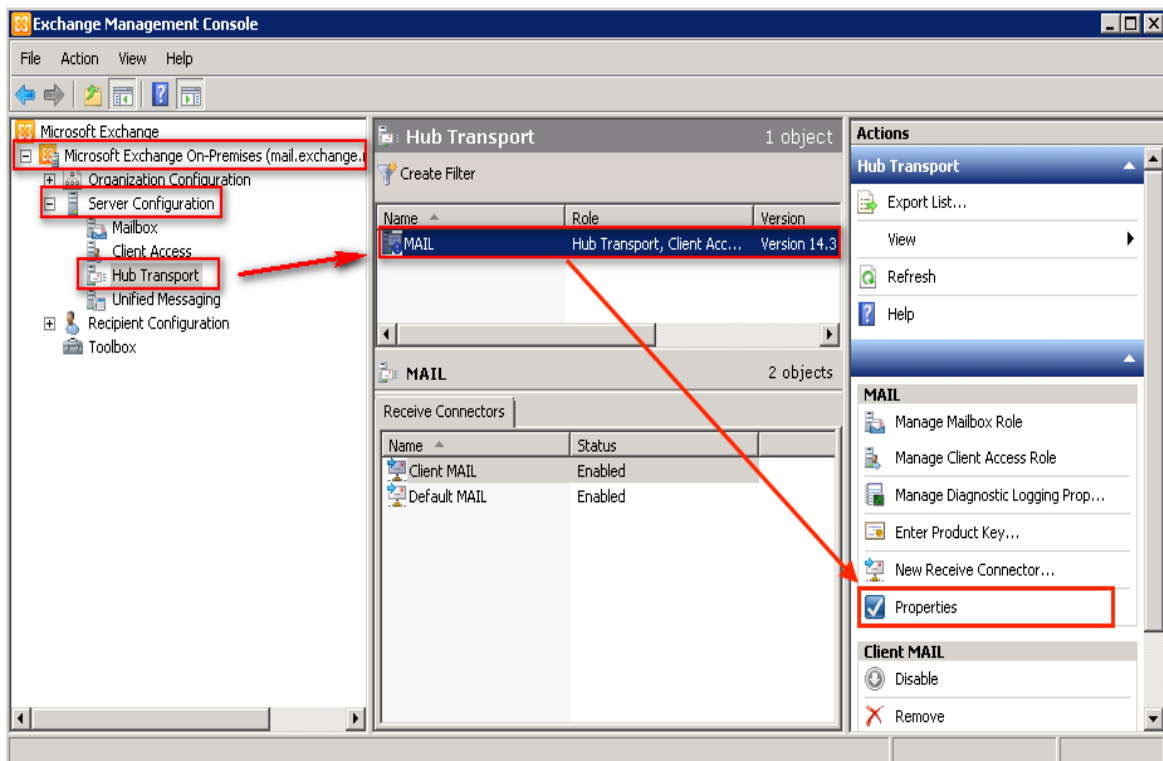 Exchange Management Console
File Action View Help
Microsoft Exchange
Microsoft Exchange On-Premises (mail.exchange.
Organization Configuration
Server Configuration
Mailbox
Client Access
Hub Transport
Unified Messaging
Recipient Configuration
Toolbox
Hub Transport 1 object
Create Filter
Name Role Version
MAIL Hub Transport, Client Acc... Version 14.3
MAIL 2 objects
Receive Connectors
Name Status
Client MAIL Enabled
Default MAIL Enabled
Actions
Hub Transport
Export List...
View
Refresh
Help
MAIL
Manage Mailbox Role
Manage Client Access Role
Manage Diagnostic Logging Prop...
Enter Product Key...
New Receive Connector...
Properties
Client MAIL
Disable
Remove